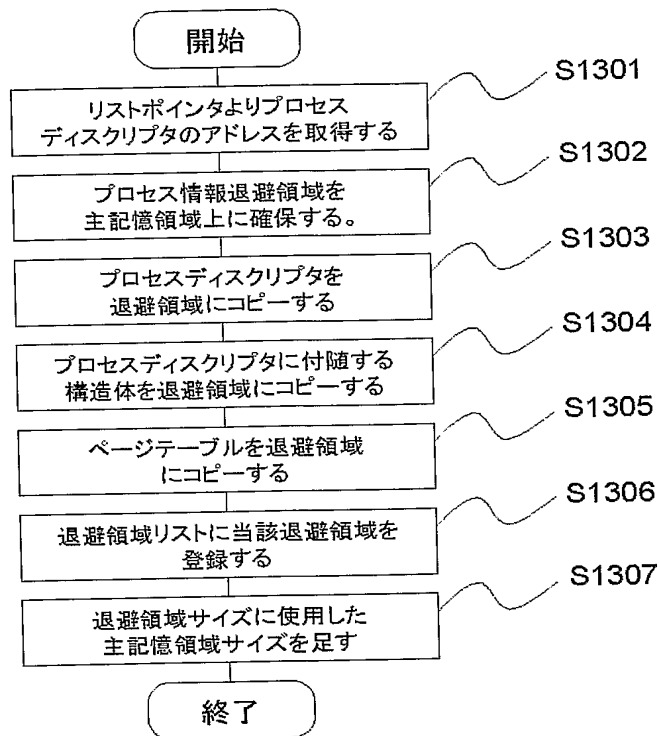 開始
S1301
リストポインタよりプロセス
ディスクリプタのアドレスを取得する
S1302
プロセス情報退避領域を
主記憶領域上に確保する。
S1303
プロセスディスクリプタを
退避領域にコピーする
S1304
プロセスディスクリプタに付随する
構造体を退避領域にコピーする
S1305
ページテーブルを退避領域
にコピーする
S1306
退避領域リストに当該退避領域を
登録する
S1307
退避領域サイズに使用した
主記憶領域サイズを足す
終了